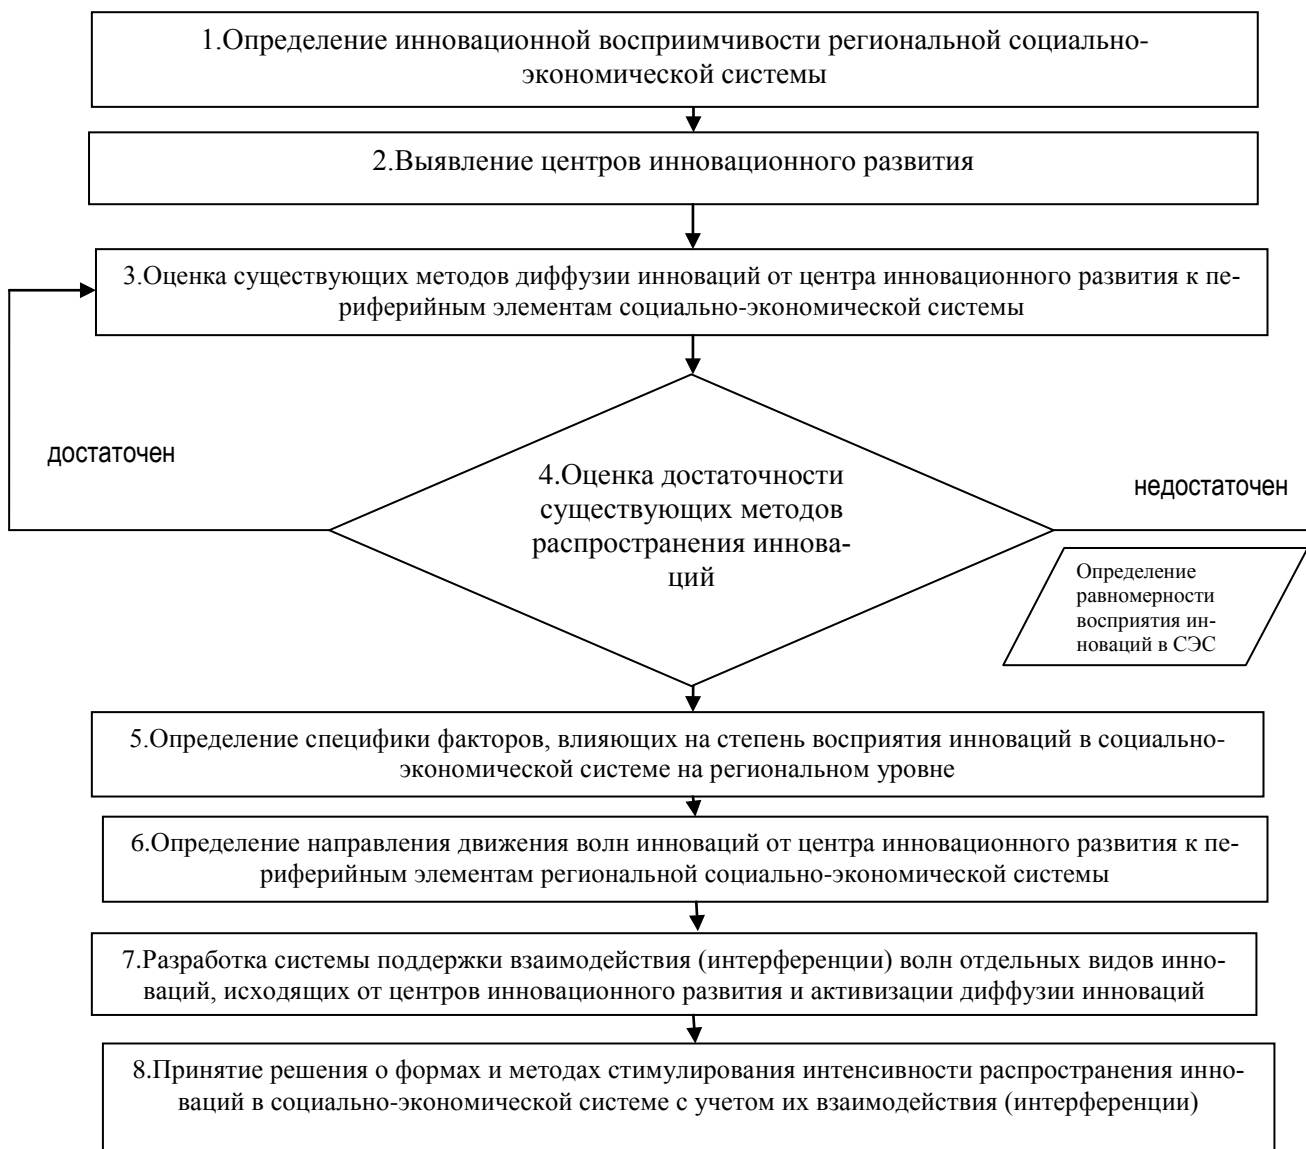 1.Определение инновационной восприимчивости региональной социально-
экономической системы
2.Выявление центров инновационного развития
3.Оценка существующих методов диффузии инноваций от центра инновационного развития к пе-
риферийным элементам социально-экономической системы
достаточен
4.Оценка достаточности
существующих методов
распространения иннова-
ций
недостаточен
Определение
равномерности
восприятия ин-
новаций в СЭС
5.Определение специфики факторов, влияющих на степень восприятия инноваций в социально-
экономической системе на региональном уровне
6.Определение направления движения волн инноваций от центра инновационного развития к пе-
риферийным элементам региональной социально-экономической системы
7.Разработка системы поддержки взаимодействия (интерференции) волн отдельных видов инно-
ваций, исходящих от центров инновационного развития и активизации диффузии инноваций
8.Принятие решения о формах и методах стимулирования интенсивности распространения инно-
ваций в социально-экономической системе с учетом их взаимодействия (интерференции)